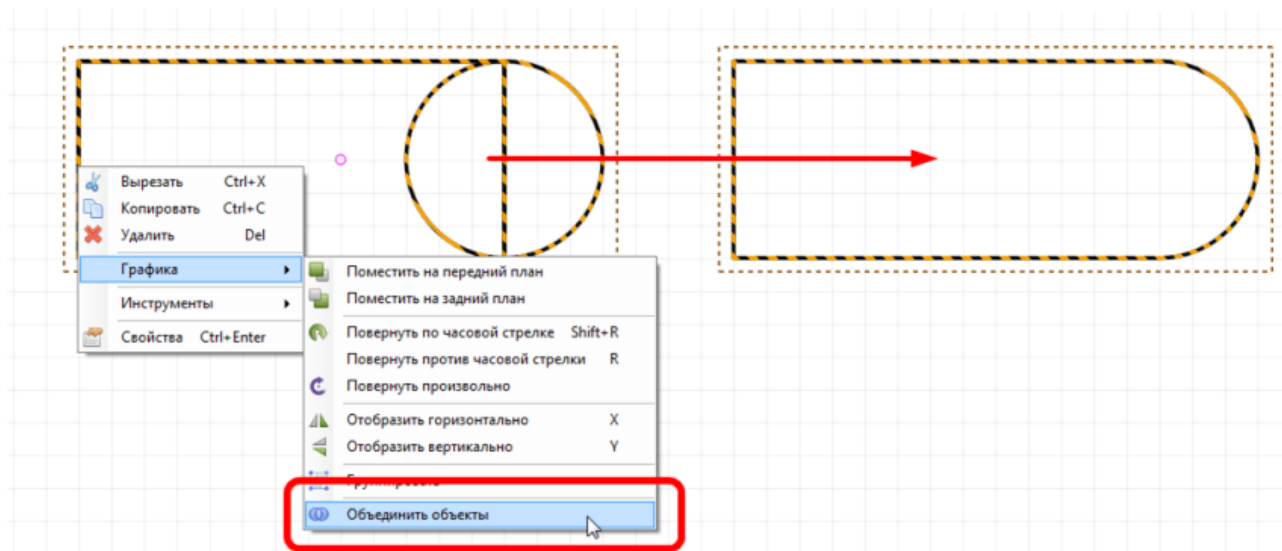 Вырезать Ctrl+X
Копировать Ctrl+C
Удалить Del
Графика
Инструменты
Свойства Ctrl+Enter
Поместить на передний план
Поместить на задний план
Повернуть по часовой стрелке Shift+R
Повернуть против часовой стрелки R
Повернуть произвольно
Отобразить горизонтально X
Отобразить вертикально Y
Объединить объекты